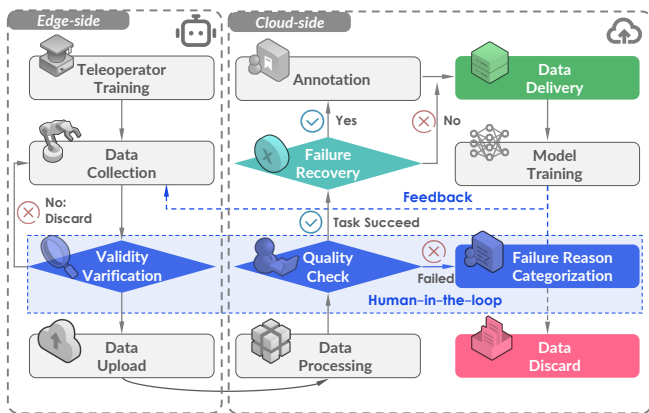 Edge-side
Cloud-side
Teleoperator
Training
Annotation
Data
Delivery
Yes
No
Data
Collection
Failure
Recovery
Model
Training
Feedback
No:
Discard
Task Succeed
Validity
Varification
Quality
Check
Failed
Failure Reason
Categorization
Human-in-the-loop
Data
Upload
Data
Processing
Data
Discard